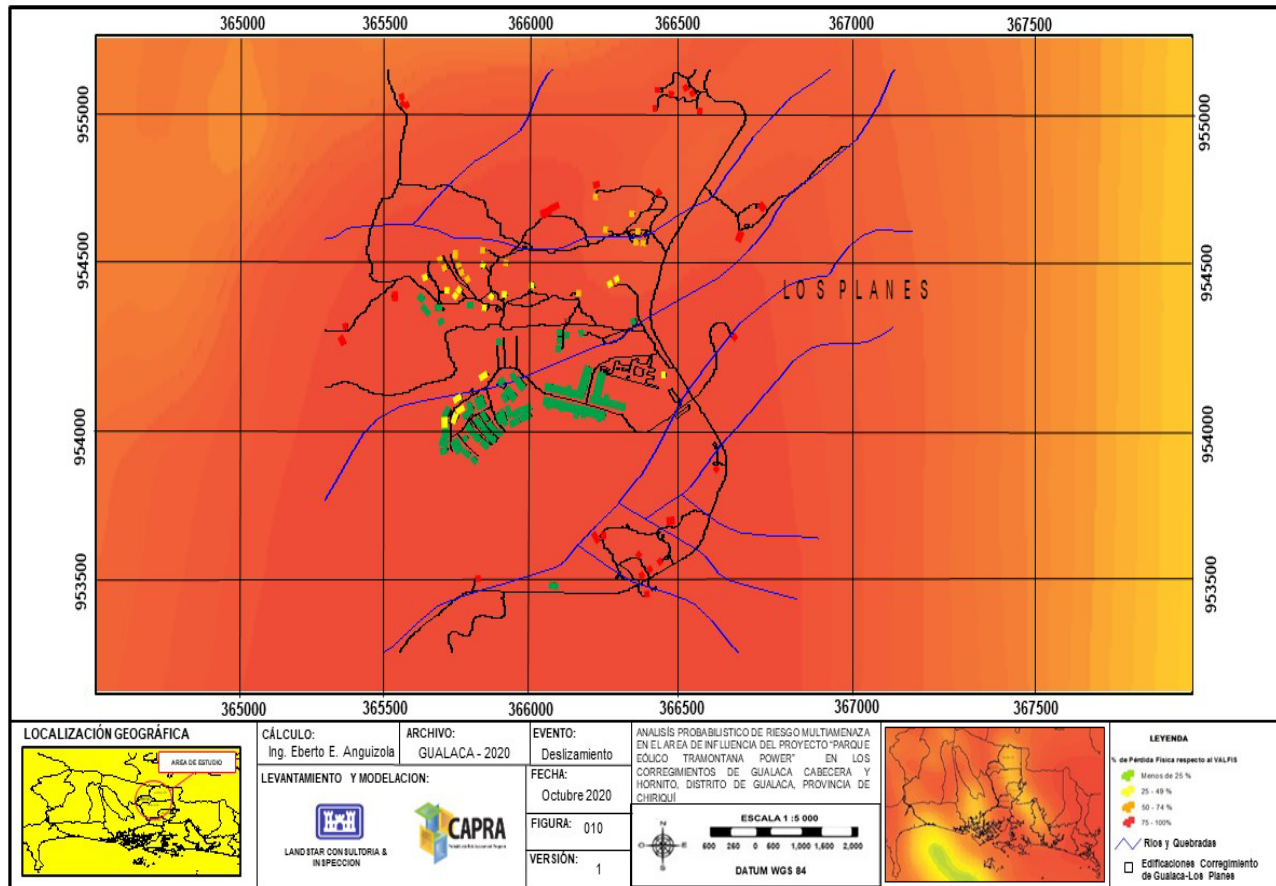 365000 365500 366000 366500 367000 367500
955000 955000
954500 954500
LOS PLANES
954000 954000
953500 953500
365000 365500 366000 366500 367000 367500
LOCALIZACIÓN GEOGRÁFICA
AREA DE ESTUDIO
CÁLCULO:
Ing. Eberto E. Anguizola
ARCHIVO:
GUALACA - 2020
EVENTO:
Deslizamiento
LEVANTAMIENTO Y MODELACION:
LANDSTAR CONSULTORIA &
INSPECCION
CAPRA
FECHA:
Octubre 2020
FIGURA: 010
VERSIÓN:
1
ANALISIS PROBABILISTICO DE RIESGO MULTIAMENAZA
EN EL AREA DE INFLUENCIA DEL PROYECTO "PARQUE
EÓLICO TRAMONTANA POWER" EN LOS
CORREGIMIENTOS DE GUALACA CABECERA Y
HORNITO, DISTRITO DE GUALACA, PROVINCIA DE
CHIRIQUÍ
N
O E
S
ESCALA 1 :5 000
600 260 0 600 1,000 1,600 2,000
DATUM WGS 84
LEYENDA
% de Pérdida Física respecto al VALFIS
Menos de 25 %
25 - 49 %
50 - 74 %
75 - 100%
Rios y Quebradas
Edificaciones Corregimiento
de Gualaca-Los Planes